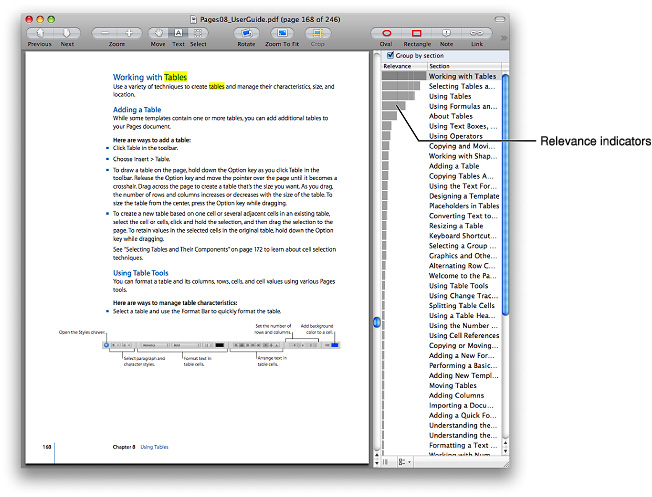 Pages08_UserGuide.pdf (page 168 of 246)
Previous Next Zoom Move Text Select Rotate Zoom To Fit Crop Oval Rectangle Note Link
Working with Tables
Use a variety of techniques to create tables and manage their characteristics, size, and
location.
Adding a Table
While some templates contain one or more tables, you can add additional tables to
your Pages document.
Here are ways to add a table:
Click Table in the toolbar.
Choose Insert > Table.
To draw a table on the page, hold down the Option key as you click Table in the
toolbar. Release the Option key and move the pointer over the page until it becomes a
crosshair. Drag across the page to create a table that's the size you want. As you drag,
the number of rows and columns increases or decreases with the size of the table. To
size the table from the center, press the Option key while dragging.
To create a new table based on one cell or several adjacent cells in an existing table,
select the cell or cells, click and hold the selection, and then drag the selection to the
page. To retain values in the selected cells in the original table, hold down the Option
key while dragging.
See "Selecting Tables and Their Components" on page 172 to learn about cell selection
techniques.
Using Table Tools
You can format a table and its columns, rows, cells, and cell values using various Pages
tools.
Here are ways to manage table characteristics:
Select a table and use the Format Bar to quickly format the table.
Open the Styles drawer.
Set the number of
rows and columns.
Add background
color to a cell.
Select paragraph and
character styles.
Format text in
table cells.
Arrange text in
table cells.
168 Chapter 8 Using Tables
Group by section
Relevance Section
Working with Tables
Selecting Tables a...
Using Tables
Using Formulas an...
About Tables
Using Text Boxes, ...
Using Operators
Copying and Movi...
Working with Shap...
Adding a Table
Copying Tables A...
Using the Text For...
Designing a Template
Placeholders in Tables
Converting Text to...
Resizing a Table
Keyboard Shortcut...
Selecting a Group ...
Graphics and Othe...
Alternating Row C...
Welcome to the Pa...
Using Table Tools
Using Change Trac...
Splitting Table Cells
Using a Table Hea...
Using the Number ...
Using Cell References
Copying or Moving...
Adding a New For...
Performing a Basic...
Adding New Templ...
Moving Tables
Adding Columns
Importing a Docu...
Adding a Quick Fo...
Understanding the...
Understanding the...
Formatting a Text ...
Working with Num...
Relevance indicators